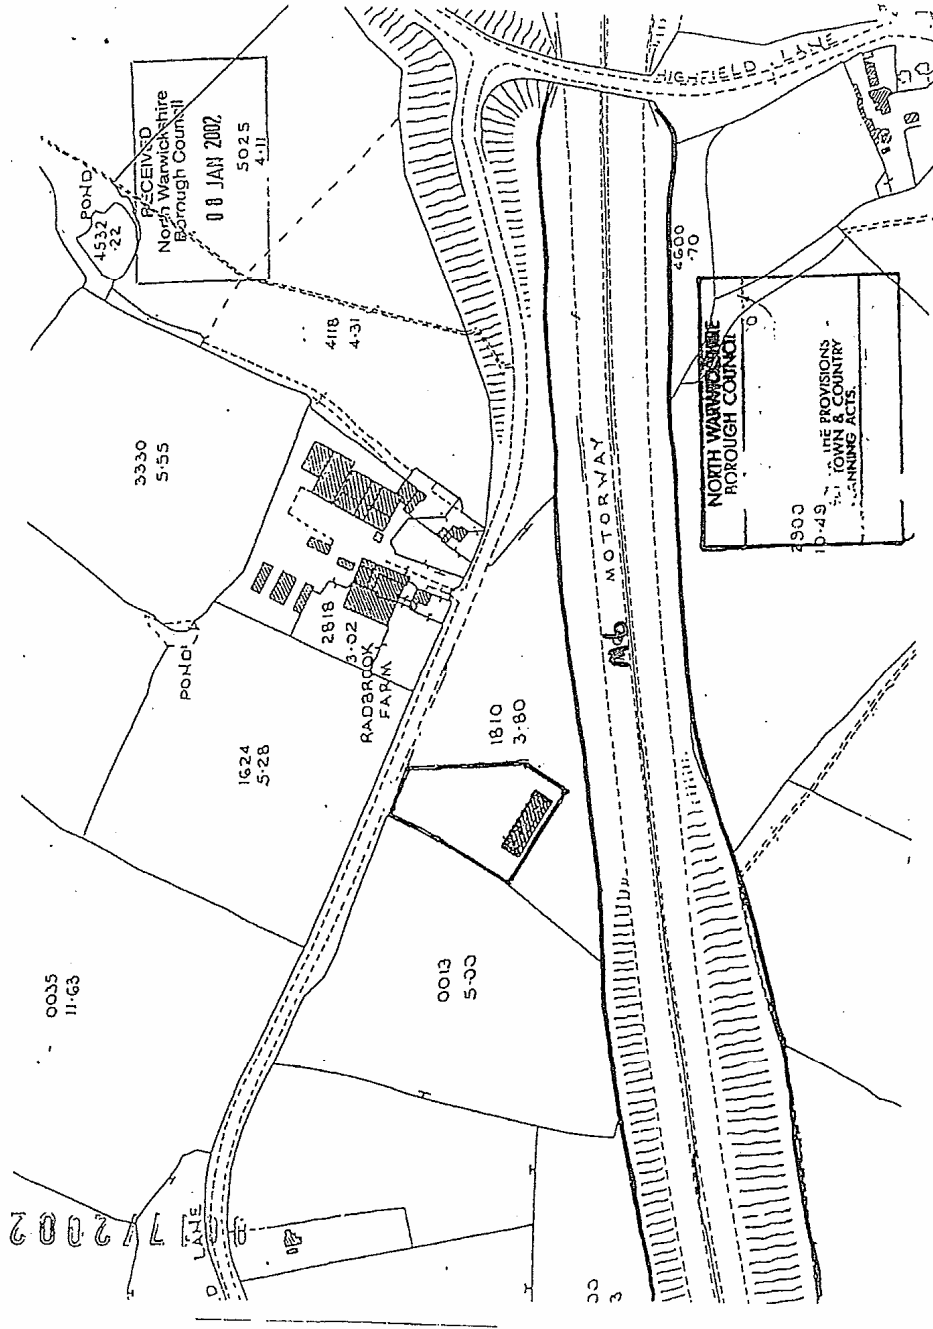 POND
4532
.22
RECEIVED
North Warwickshire
Borough Council
08 JAN 2002
5025
4.11
4118
4.31
HIGHFIELD LANE
4600
.70
3330
5.55
POND
2818
3.02
RADBROOK
FARM
1624
5.28
1810
3.80
MOTORWAY
M6
NORTH WARWICKSHIRE
BOROUGH COUNCIL
THE PROVISIONS
TOWN & COUNTRY
PLANNING ACTS.
2900
10.49
0035
11.63
0013
5.00
LANE